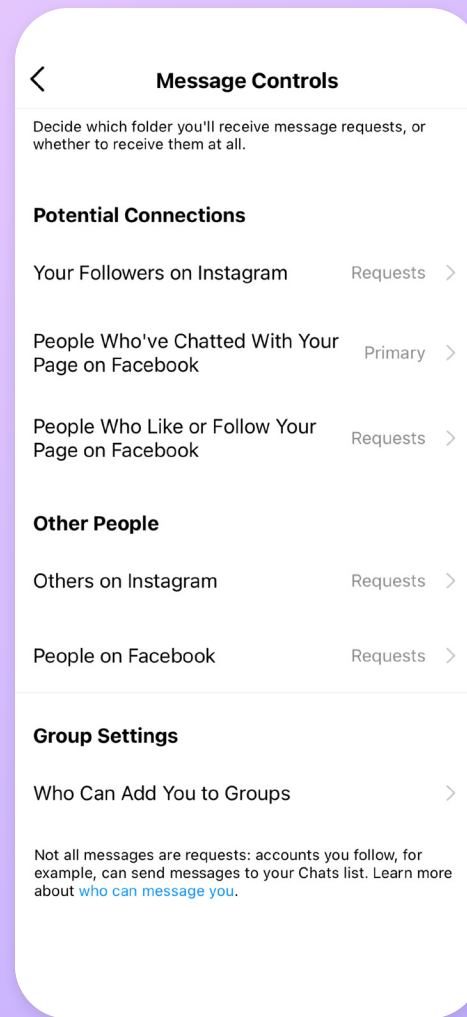 Message Controls
Decide which folder you'll receive message requests, or
whether to receive them at all.
Potential Connections
Your Followers on Instagram Requests
People Who've Chatted With Your
Page on Facebook Primary
People Who Like or Follow Your
Page on Facebook Requests
Other People
Others on Instagram Requests
People on Facebook Requests
Group Settings
Who Can Add You to Groups
Not all messages are requests: accounts you follow, for
example, can send messages to your Chats list. Learn more
about who can message you.